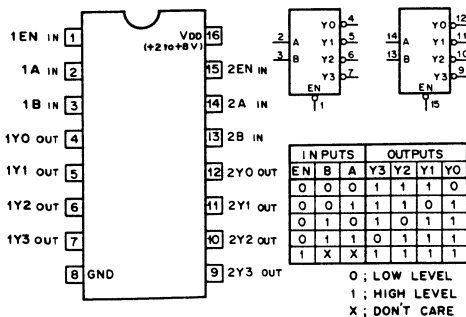 1EN IN 1
1A IN 2
1B IN 3
1Y0 OUT 4
1Y1 OUT 5
1Y2 OUT 6
1Y3 OUT 7
8 GND
VDD 16
(+2 to +8V)
15 2EN IN
14 2A IN
13 2B IN
12 2Y0 OUT
11 2Y1 OUT
10 2Y2 OUT
9 2Y3 OUT
2 A Y0 4
3 B Y1 5
Y2 6
Y3 7
EN
1
14 A Y0 12
13 B Y1 11
Y2 10
Y3 9
EN
15
INPUTS OUTPUTS
EN B A Y3 Y2 Y1 Y0
0 0 0 1 1 1 0
0 0 1 1 1 0 1
0 1 0 1 0 1 1
0 1 1 0 1 1 1
1 X X 1 1 1 1
0 ; LOW LEVEL
1 ; HIGH LEVEL
X ; DON'T CARE